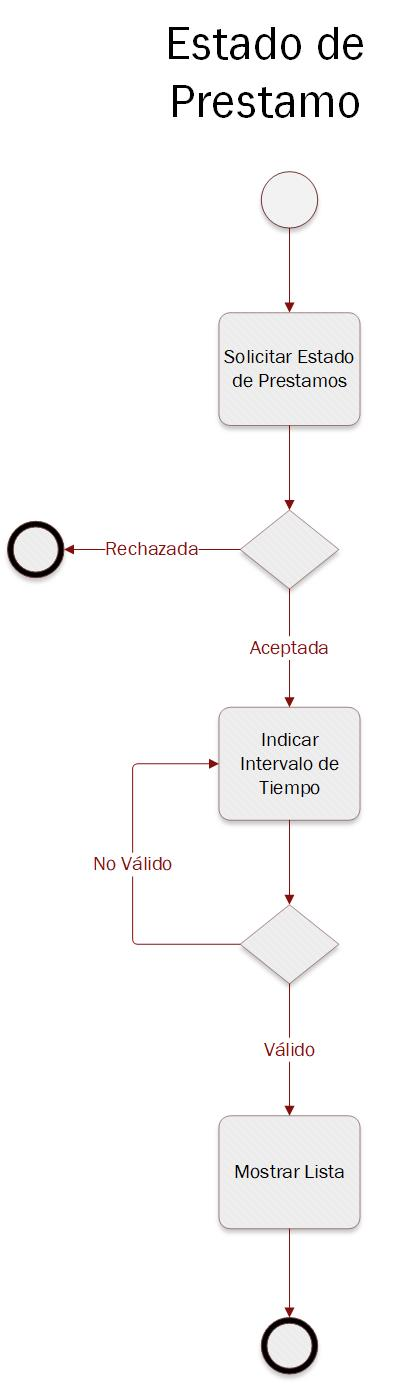 Estado de
Prestamo
Solicitar Estado
de Prestamos
Rechazada
Aceptada
Indicar
Intervalo de
Tiempo
No Válido
Válido
Mostrar Lista